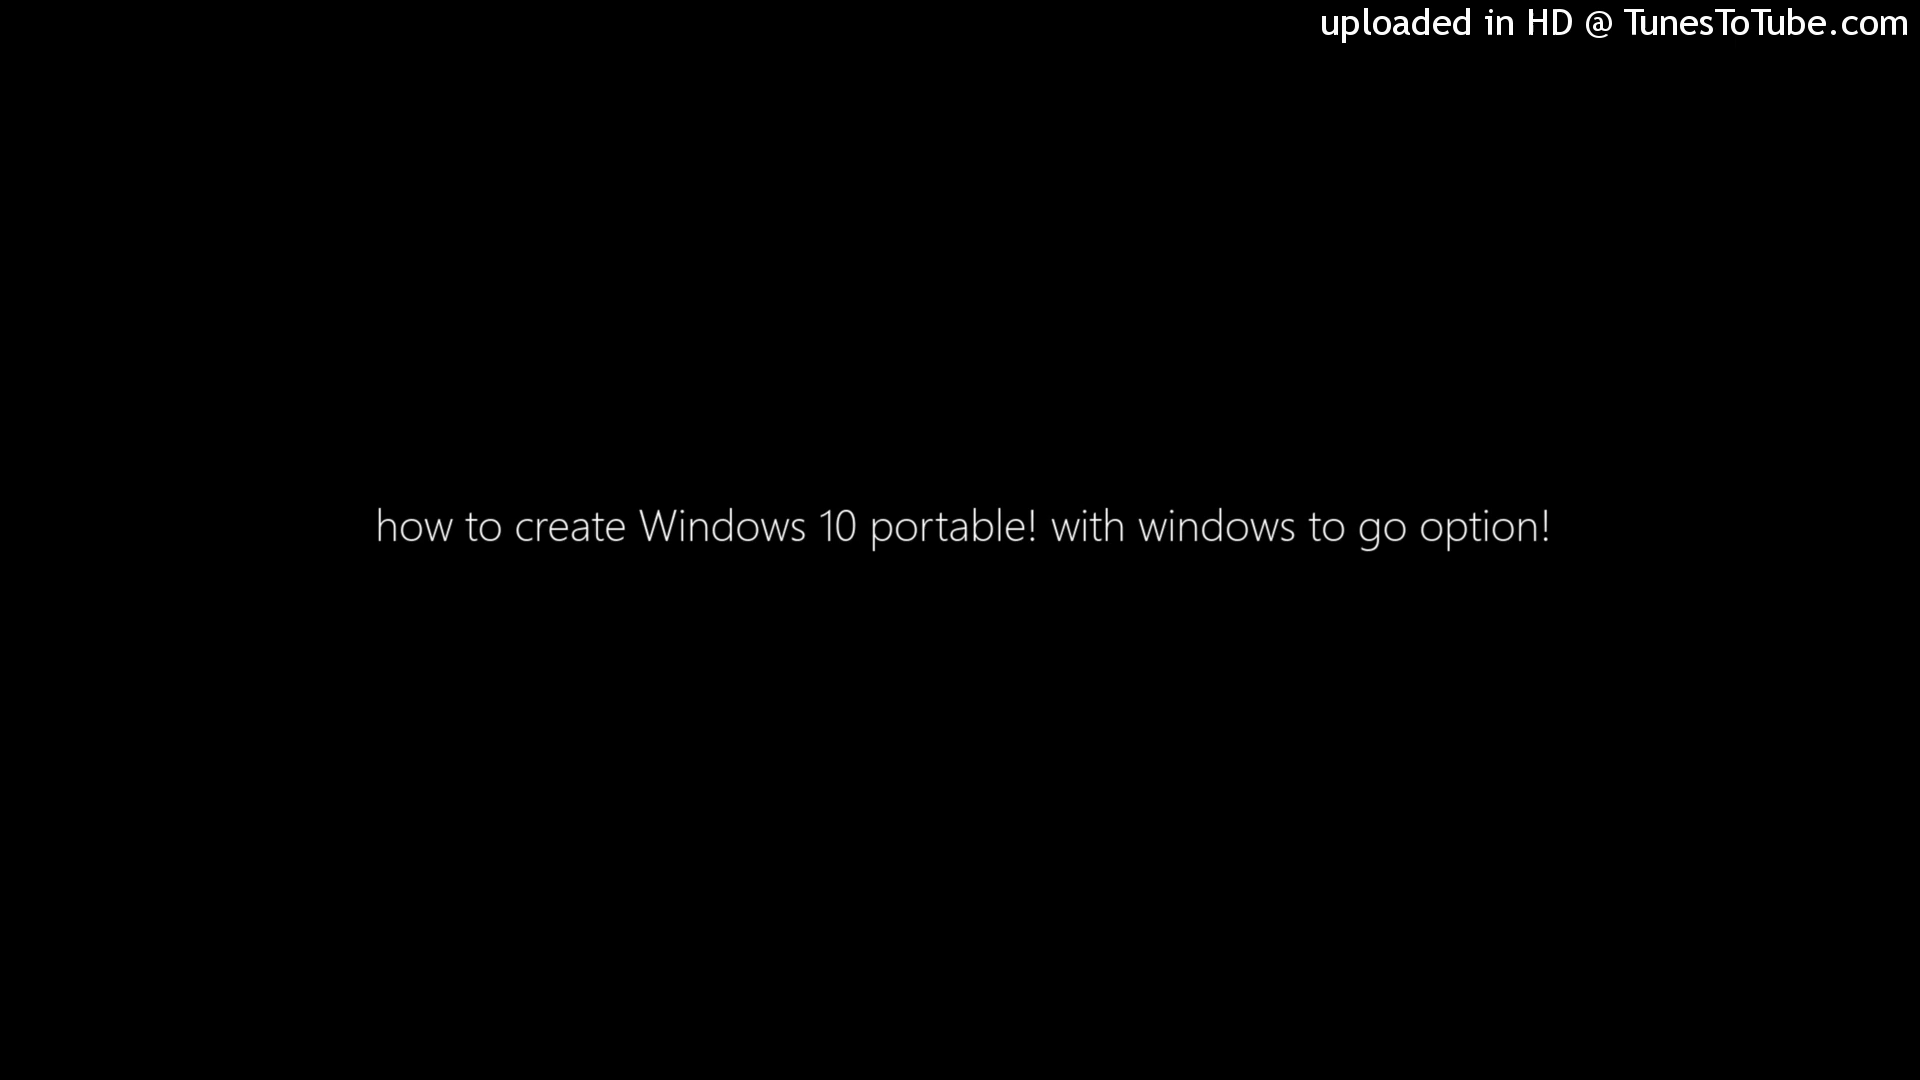 uploaded in HD @ TunesToTube.com
how to create Windows 10 portable! with windows to go option!